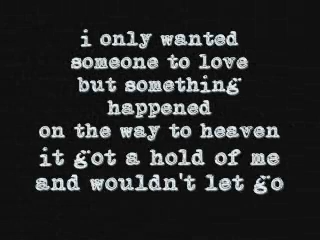 i only wanted
someone to love
but something
happened
on the way to heaven
it got a hold of me
and wouldn't let go